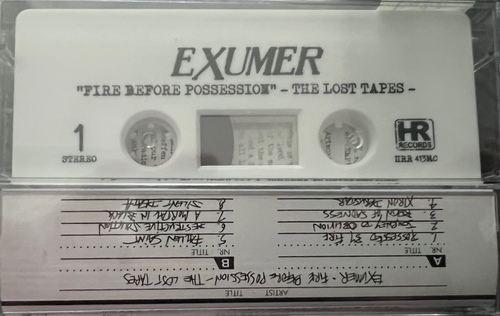 EXUMER
"FIRE BEFORE POSSESSION" - THE LOST TAPES -
1
STEREO
HR
RECORDS
HRR 413MC
ARTIST - TITLE
EXUMER - FIRE BEFORE POSSESSION - THE LOST TAPES
A
NR. TITLE
1. POSSESSED BY FIRE
2. JOURNEY TO OBLIVION
3. REIGN OF SADNESS
4. XIRON DARKSTAR
B
NR. TITLE
5. FALLEN SAINT
6. DESTRUCTIVE SOLUTION
7. A MORTAL IN BLACK
8. SILENT DEATH